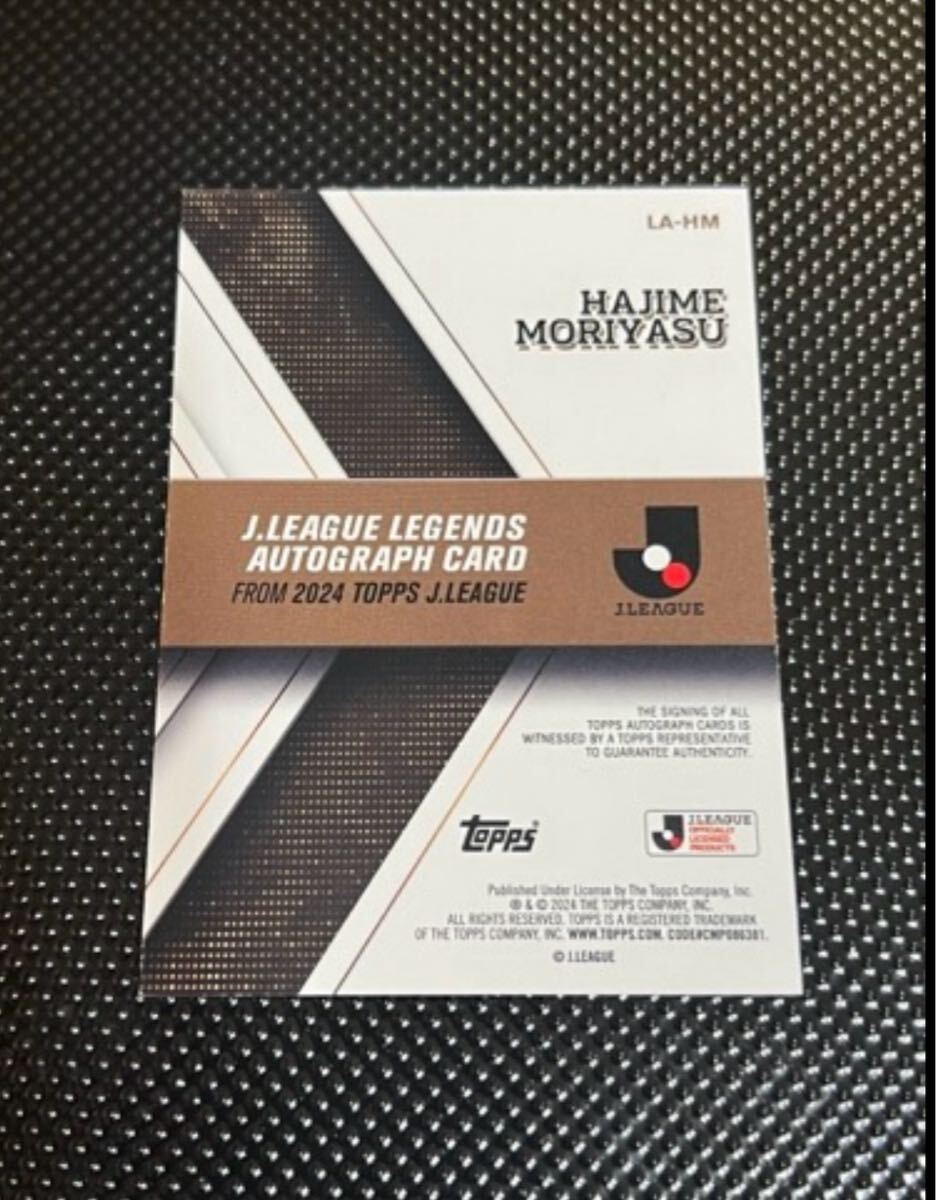 LA-HM
HAJIME
MORIYASU
J.LEAGUE LEGENDS
AUTOGRAPH CARD
FROM 2024 TOPPS J.LEAGUE
J.LEAGUE
THE SIGNING OF ALL
TOPPS AUTOGRAPH CARDS IS
WITNESSED BY A TOPPS REPRESENTATIVE
TO GUARANTEE AUTHENTICITY.
topps®
J.LEAGUE
OFFICIALLY
LICENSED
PRODUCTS
Published Under License by The Topps Company, Inc.
® & © 2024 THE TOPPS COMPANY, INC.
ALL RIGHTS RESERVED. TOPPS IS A REGISTERED TRADEMARK
OF THE TOPPS COMPANY, INC. WWW.TOPPS.COM. CODE#CMP086381.
© J.LEAGUE